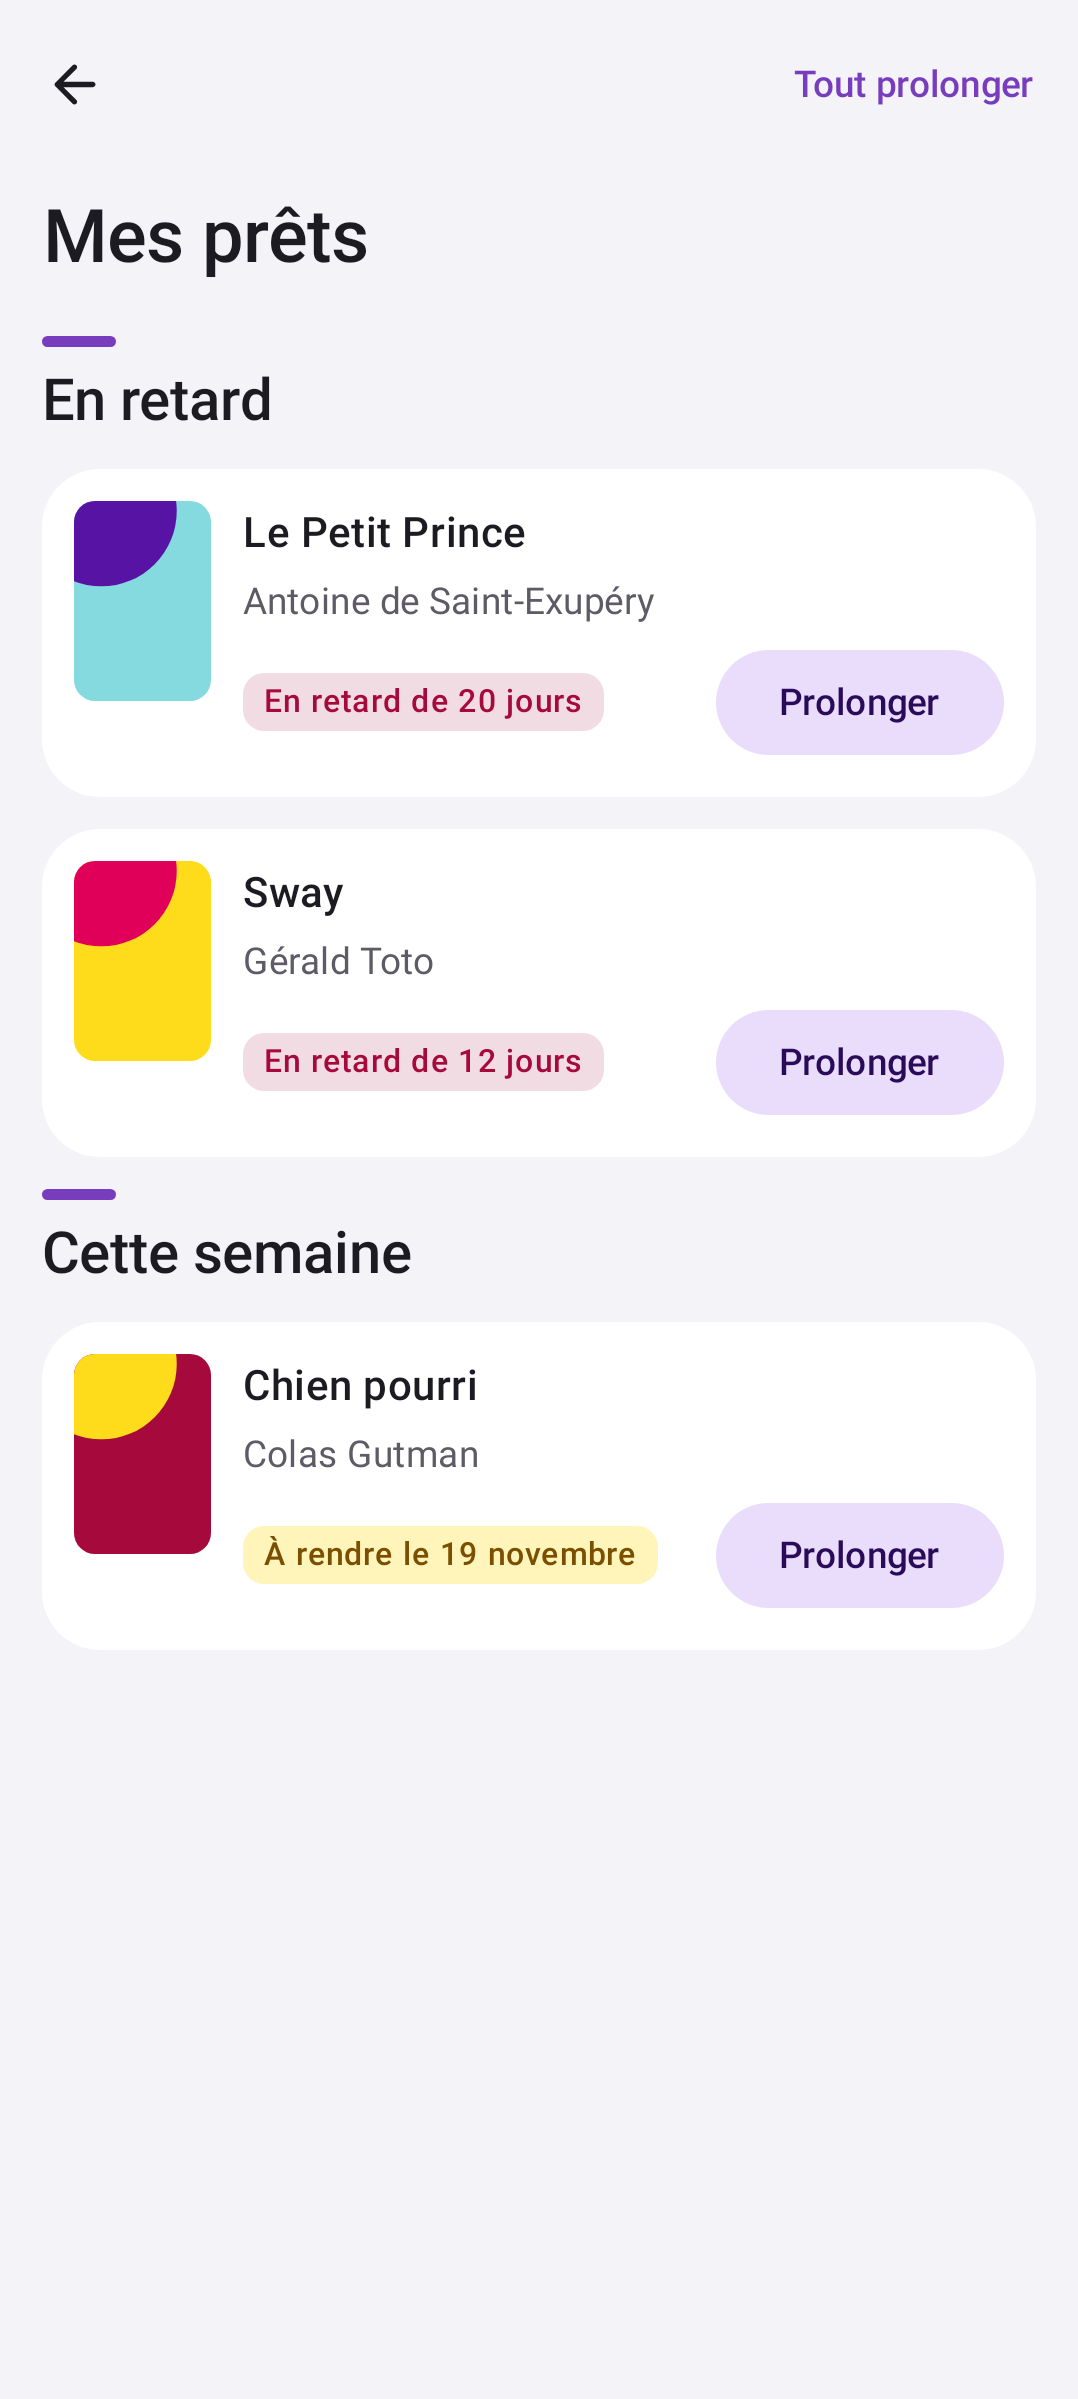 Tout prolonger
Mes prêts
En retard
Le Petit Prince
Antoine de Saint-Exupéry
En retard de 20 jours
Prolonger
Sway
Gérald Toto
En retard de 12 jours
Prolonger
Cette semaine
Chien pourri
Colas Gutman
À rendre le 19 novembre
Prolonger